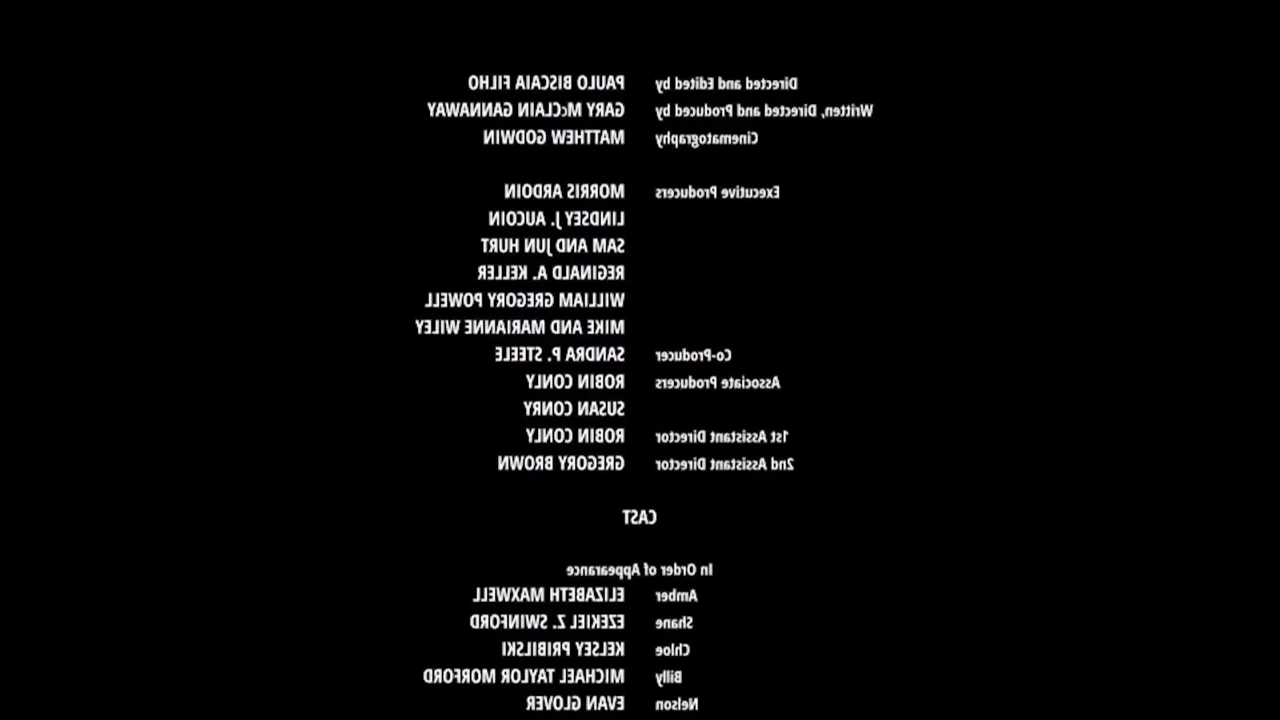 Directed and Edited by PAULO BISCAIA FILHO
Written, Directed and Produced by GARY McCLAIN GANNAWAY
Cinematography MATTHEW GODWIN
Executive Producers MORRIS ARDOIN
LINDSEY J. AUCOIN
SAM AND JUN HURT
REGINALD A. KELLER
WILLIAM GREGORY POWELL
MIKE AND MARIANNE WILEY
Co-Producer SANDRA P. STEELE
Associate Producers ROBIN CONLY
SUSAN CONRY
1st Assistant Director ROBIN CONLY
2nd Assistant Director GREGORY BROWN
CAST
In Order of Appearance
Amber ELIZABETH MAXWELL
Shane EZEKIEL Z. SWINFORD
Chloe KELSEY PRIBILSKI
Billy MICHAEL TAYLOR MORFORD
Nelson EVAN GLOVER